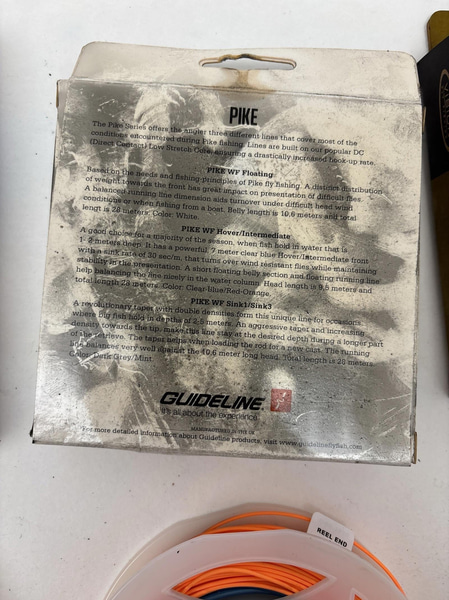 PIKE
The Pike Series offers the angler three different lines that cover most of the
conditions encountered during Pike fishing. Lines are built on our popular DC
(Direct Contact) Low Stretch Core, ensuring a drastically increased hook-up rate.
PIKE WF Floating
Based on the needs and fishing principles of Pike fly fishing. A distinct distribution
of weight towards the front has great impact on presentation of difficult flies.
A balanced running line dimension aids turnover under difficult head wind
conditions or when fishing from a boat. Belly length is 10.6 meters and total
lengt is 28 meters. Color: White.
PIKE WF Hover/Intermediate
A good choice for a majority of the season, when fish hold in water that is
1-2 meters deep. It has a powerful 7 meter clear blue Hover/Intermediate front
with a sink rate of 30 sec/m. that turns over wind resistant flies while maintaining
stability in the presentation. A short floating belly section and floating running line
help balancing the line nicely in the water column. Head length is 9.5 meters and
total length 28 meters. Color: Clear blue/Red-Orange.
PIKE WF Sink1/Sink3
A revolutionary taper with double densities form this unique line for occasions
where big fish hold in depths of 2-5 meters. An aggressive taper and increasing
density towards the tip, make this line stay at the desired depth during a longer part
of the retrieve. The taper helps when loading the rod for a new cast. The running
line balances very well against the 10.6 meter long head. Total length is 28 meters
Color: Dark Grey/Mint.
GUIDELINE
It's all about the experience
MANUFACTURED IN THE UK
For more detailed information about Guideline products, visit www.guidelineflyfish.com
REEL END